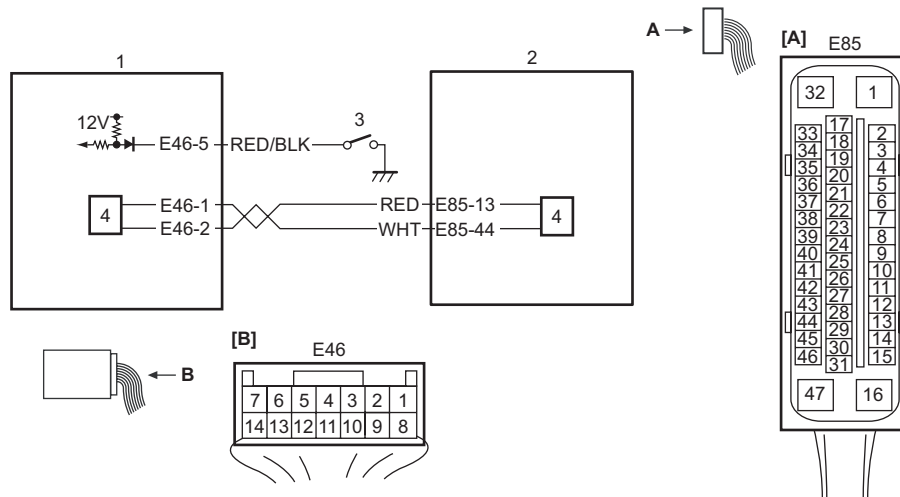 A
[A]
E85
1
2
12V
E46-5
RED/BLK
3
4
E46-1
RED
E85-13
4
E46-2
WHT
E85-44
B
[B]
E46
7 6 5 4 3 2 1
14 13 12 11 10 9 8
32 1
33 17 2
34 18 3
35 19 4
36 20 5
37 21 6
38 22 7
39 23 8
40 24 9
41 25 10
42 26 11
43 27 12
44 28 13
45 29 14
46 30 15
31
47 16